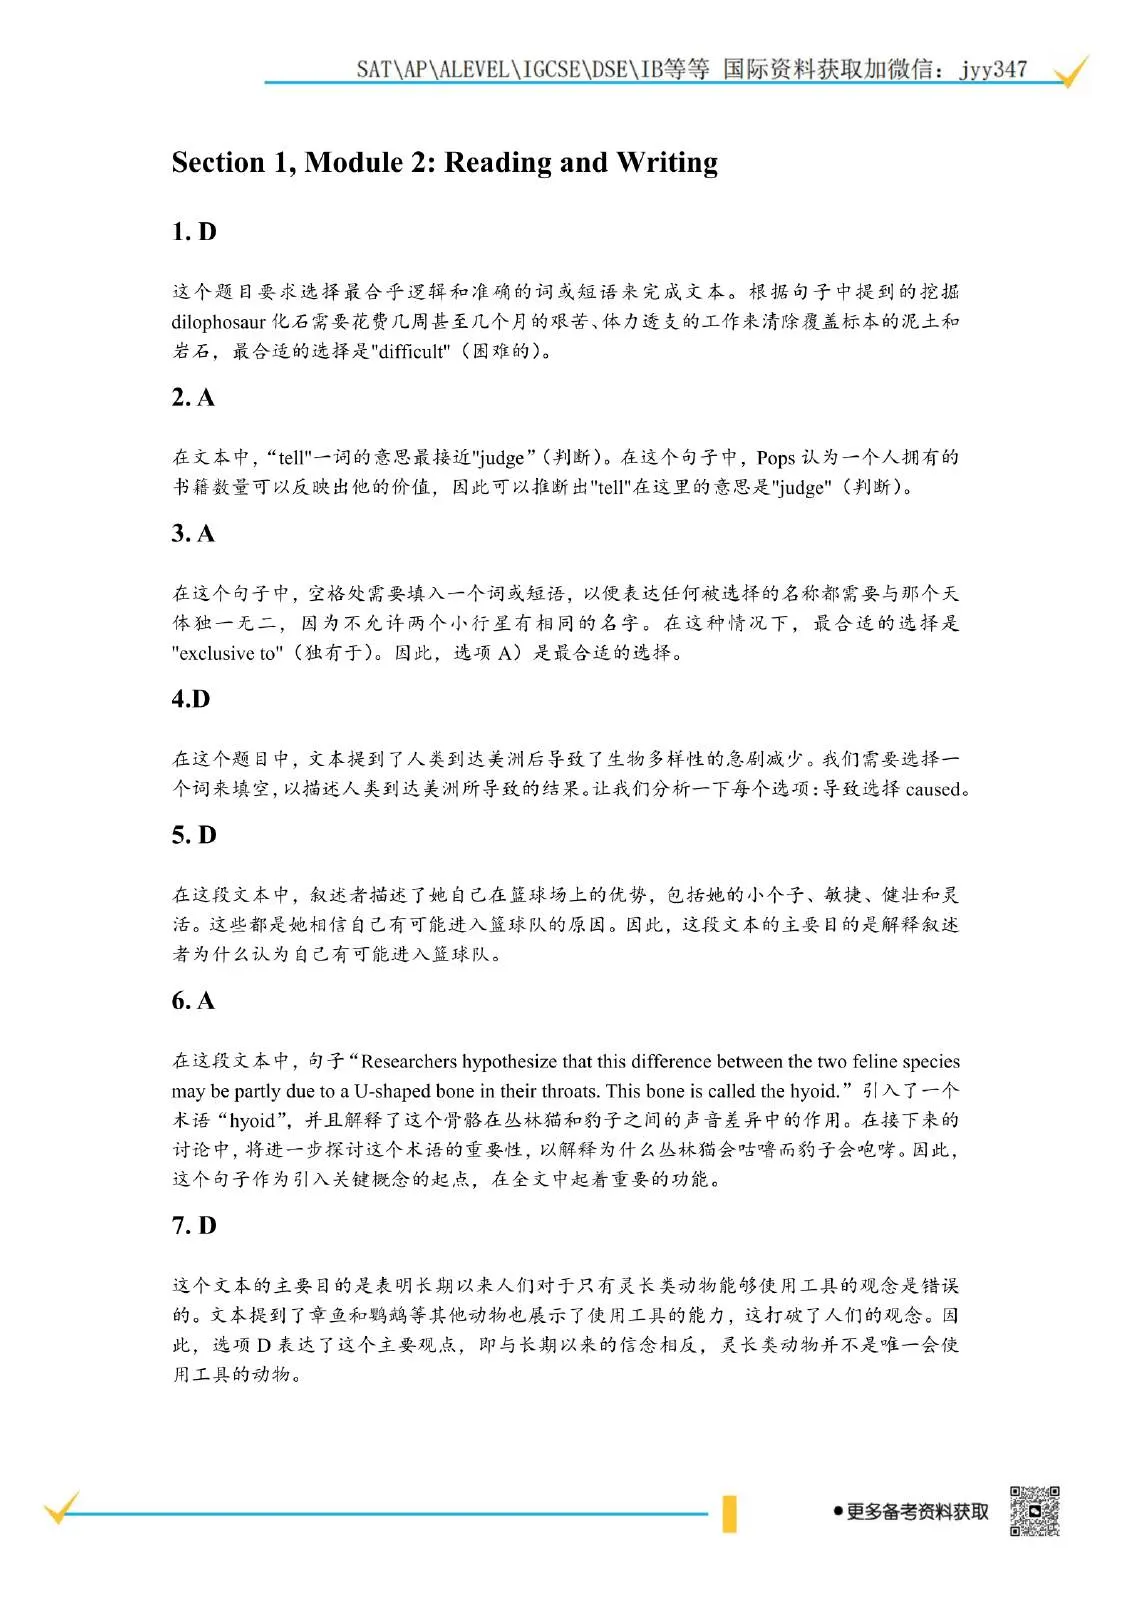 SAT\AP\ALEVEL\IGCSE\DSE\IB等等 国际资料获取加微信：jyy347
Section 1, Module 2: Reading and Writing
1. D
这个题目要求选择最合乎逻辑和准确的词或短语来完成文本。根据句子中提到的挖掘
dilophosaur 化石需要花费几周甚至几个月的艰苦、体力透支的工作来清除覆盖标本的泥土和
岩石，最合适的选择是"difficult"（困难的）。
2. A
在文本中，“tell"一词的意思最接近"judge”（判断）。在这个句子中，Pops 认为一个人拥有的
书籍数量可以反映出他的价值，因此可以推断出"tell"在这里的意思是"judge"（判断）。
3. A
在这个句子中，空格处需要填入一个词或短语，以便表达任何被选择的名称都需要与那个天
体独一无二，因为不允许两个小行星有相同的名字。在这种情况下，最合适的选择是
"exclusive to"（独有于）。因此，选项 A）是最合适的选择。
4.D
在这个题目中，文本提到了人类到达美洲后导致了生物多样性的急剧减少。我们需要选择一
个词来填空，以描述人类到达美洲所导致的结果。让我们分析一下每个选项：导致选择 caused。
5. D
在这段文本中，叙述者描述了她自己在篮球场上的优势，包括她的小个子、敏捷、健壮和灵
活。这些都是她相信自己有可能进入篮球队的原因。因此，这段文本的主要目的是解释叙述
者为什么认为自己有可能进入篮球队。
6. A
在这段文本中，句子“Researchers hypothesize that this difference between the two feline species
may be partly due to a U-shaped bone in their throats. This bone is called the hyoid.” 引入了一个
术语“hyoid”，并且解释了这个骨骼在丛林猫和豹子之间的声音差异中的作用。在接下来的
讨论中，将进一步探讨这个术语的重要性，以解释为什么丛林猫会咕噜而豹子会咆哮。因此，
这个句子作为引入关键概念的起点，在全文中起着重要的功能。
7. D
这个文本的主要目的是表明长期以来人们对于只有灵长类动物能够使用工具的观念是错误
的。文本提到了章鱼和鹦鹉等其他动物也展示了使用工具的能力，这打破了人们的观念。因
此，选项 D 表达了这个主要观点，即与长期以来的信念相反，灵长类动物并不是唯一会使
用工具的动物。
●更多备考资料获取